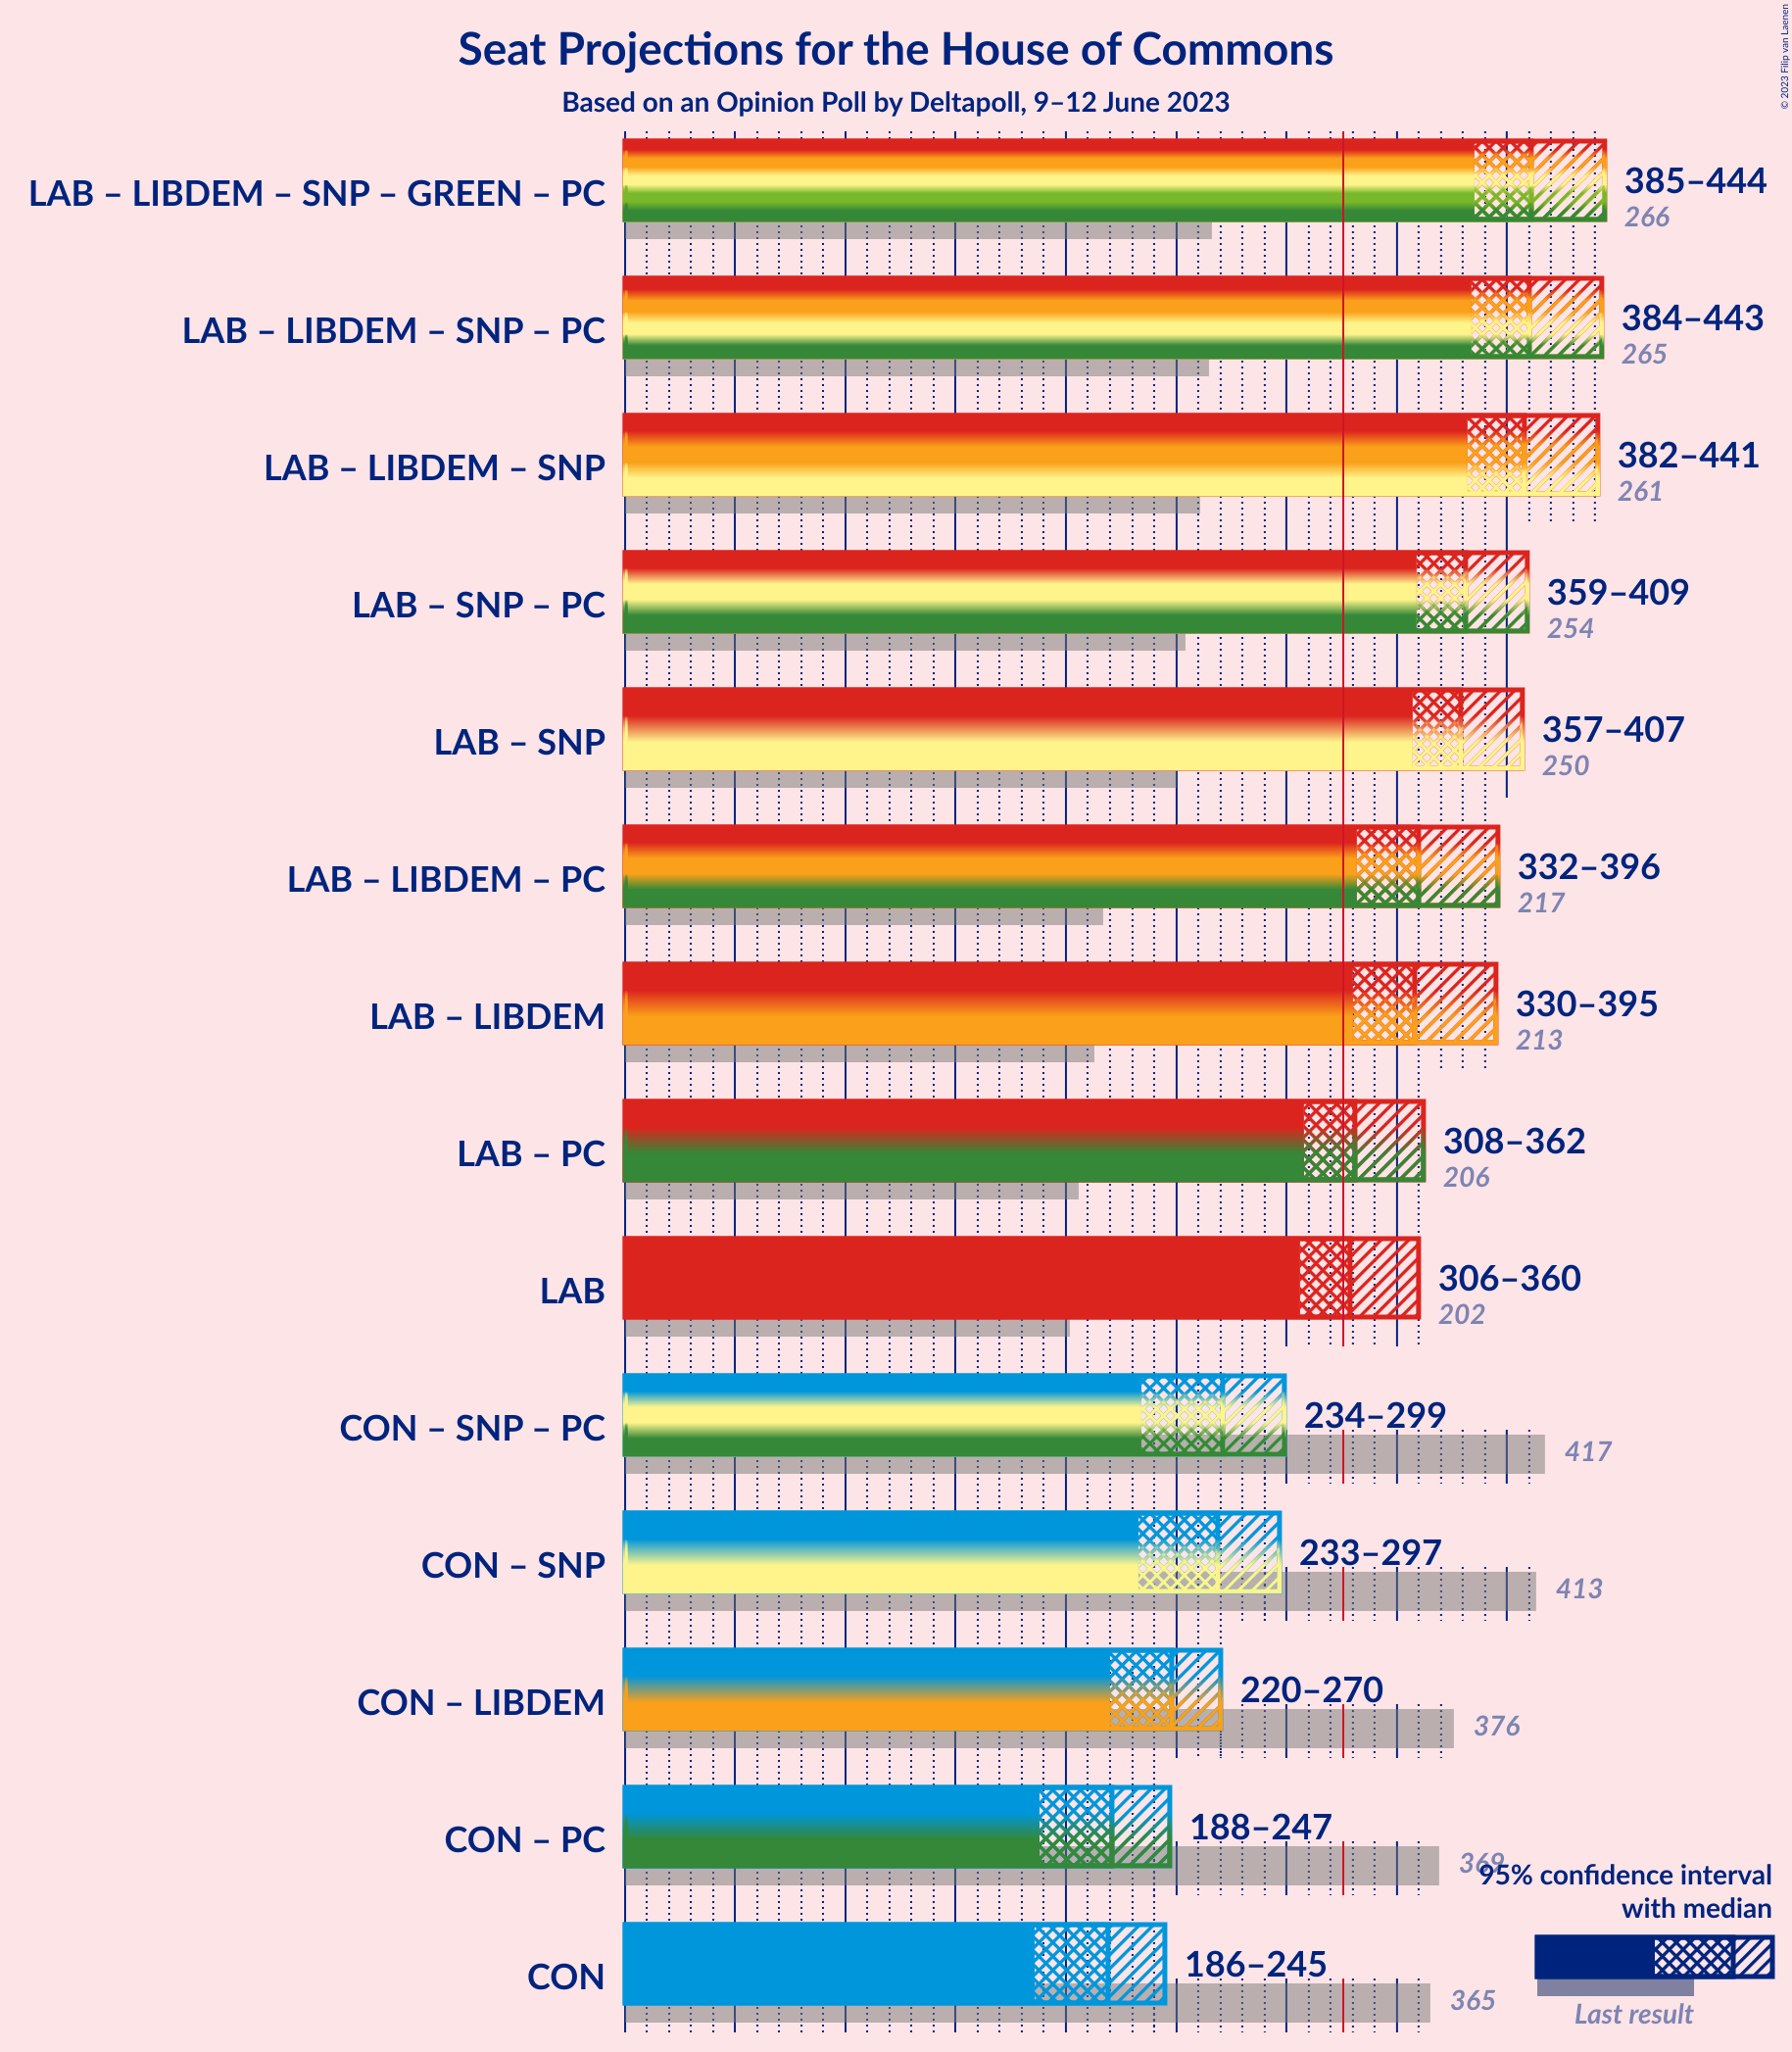 Seat Projections for the House of Commons
Based on an Opinion Poll by Deltapoll, 9–12 June 2023
© 2023 Filip van Laenen
LAB – LIBDEM – SNP – GREEN – PC
385–444
266
LAB – LIBDEM – SNP – PC
384–443
265
LAB – LIBDEM – SNP
382–441
261
LAB – SNP – PC
359–409
254
LAB – SNP
357–407
250
LAB – LIBDEM – PC
332–396
217
LAB – LIBDEM
330–395
213
LAB – PC
308–362
206
LAB
306–360
202
CON – SNP – PC
234–299
417
CON – SNP
233–297
413
CON – LIBDEM
220–270
376
CON – PC
188–247
369
CON
186–245
365
95% confidence interval
with median
Last result